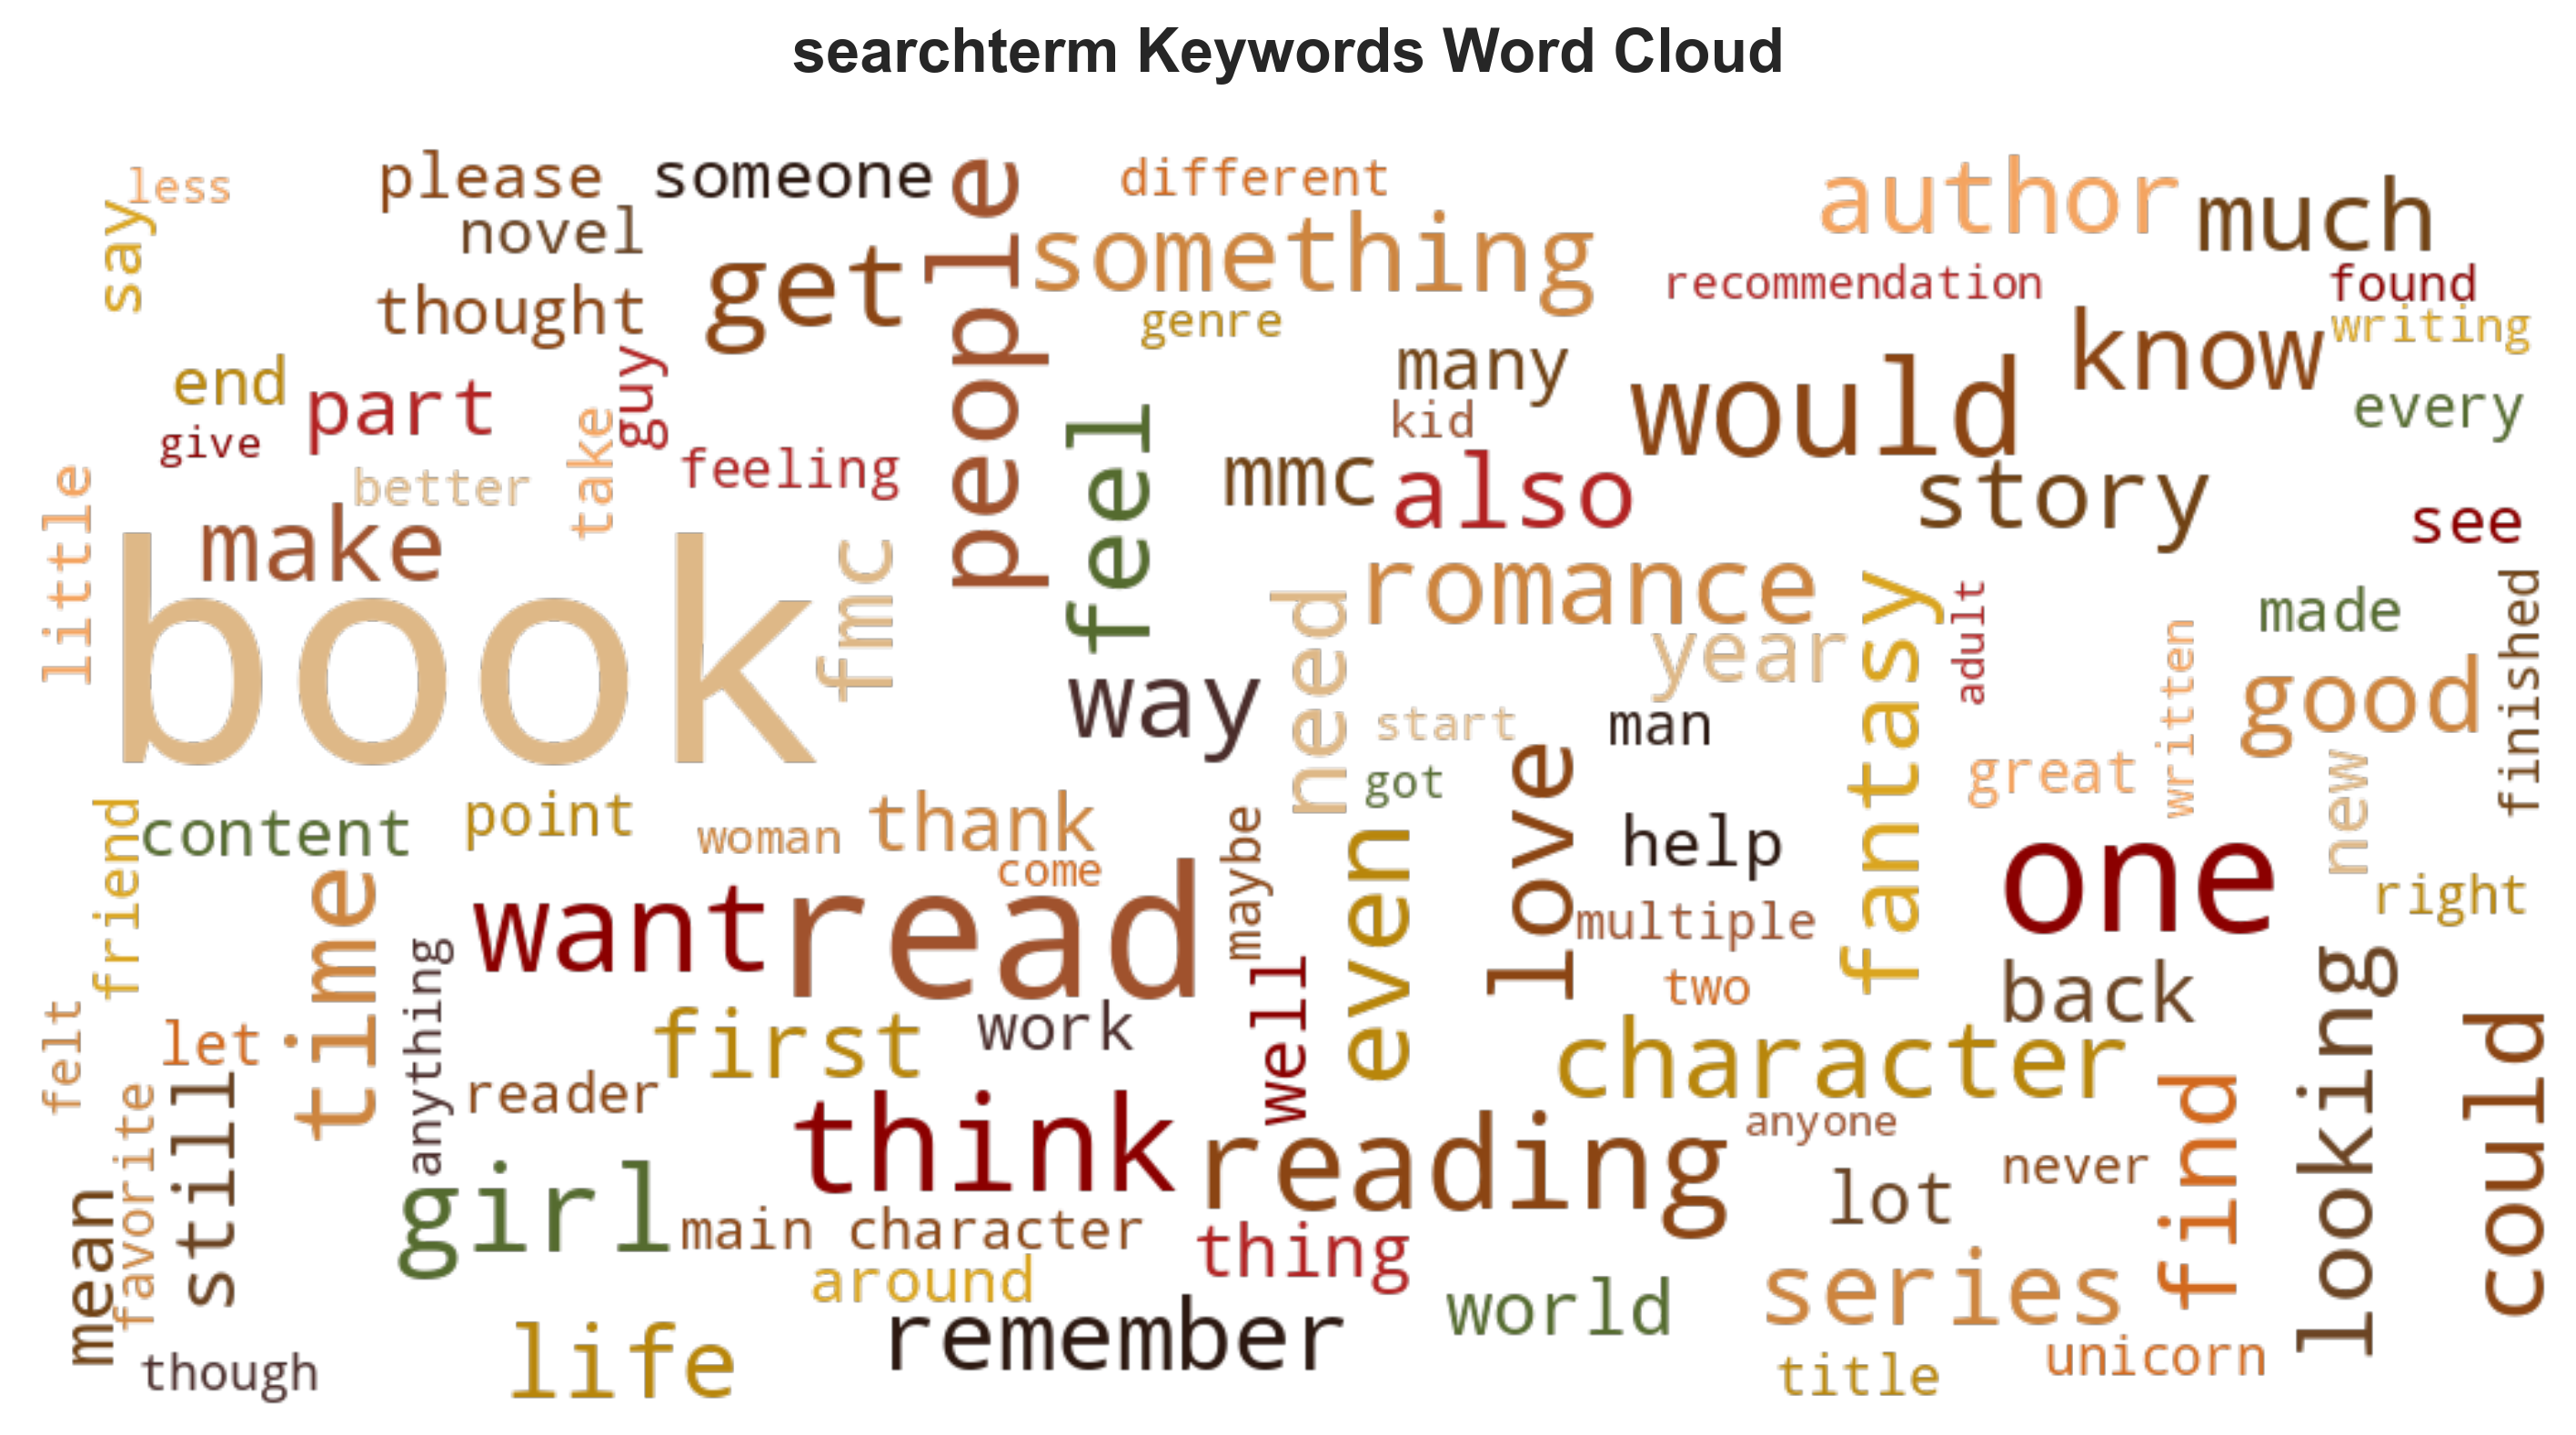 searchterm Keywords Word Cloud
less
please
someone
people
different
author
much
say
novel
get
something
recommendation
found
thought
genre
know
writing
end
part
guy
many
would
every
give
take
feel
kid
better
feeling
mmc
also
story
little
make
see
book
fmc
need
romance
fantasy
adult
made
finished
year
written
way
start
man
good
love
got
great
new
friend
content
point
woman
thank
come
maybe
even
help
one
right
time
want
read
multiple
anything
well
two
back
looking
felt
let
first
work
character
could
favorite
still
reader
think
reading
anyone
find
never
mean
girl
main character
thing
lot
around
world
series
though
life
remember
title
unicorn